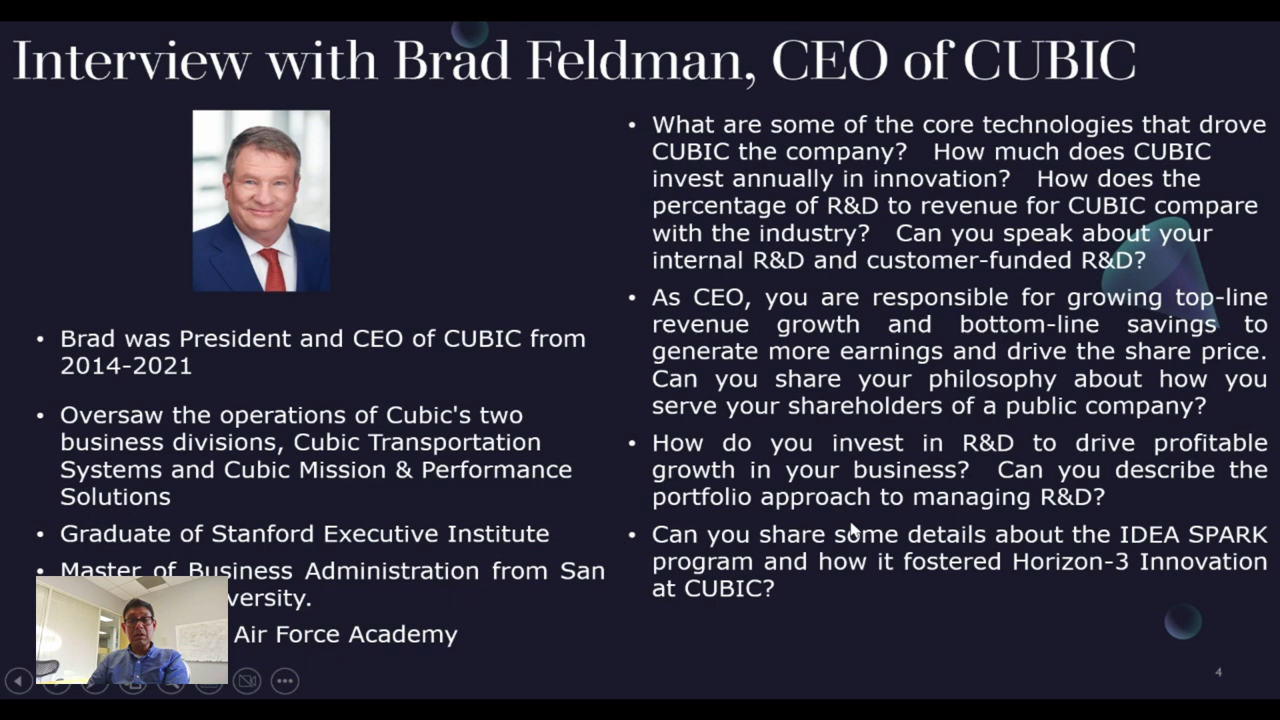 Interview with Brad Feldman, CEO of CUBIC
• Brad was President and CEO of CUBIC from
2014-2021
• Oversaw the operations of Cubic's two
business divisions, Cubic Transportation
Systems and Cubic Mission & Performance
Solutions
• Graduate of Stanford Executive Institute
• Master of Business Administration from San
versity.
Air Force Academy
• What are some of the core technologies that drove
CUBIC the company? How much does CUBIC
invest annually in innovation? How does the
percentage of R&D to revenue for CUBIC compare
with the industry? Can you speak about your
internal R&D and customer-funded R&D?
• As CEO, you are responsible for growing top-line
revenue growth and bottom-line savings to
generate more earnings and drive the share price.
Can you share your philosophy about how you
serve your shareholders of a public company?
• How do you invest in R&D to drive profitable
growth in your business? Can you describe the
portfolio approach to managing R&D?
• Can you share some details about the IDEA SPARK
program and how it fostered Horizon-3 Innovation
at CUBIC?
4